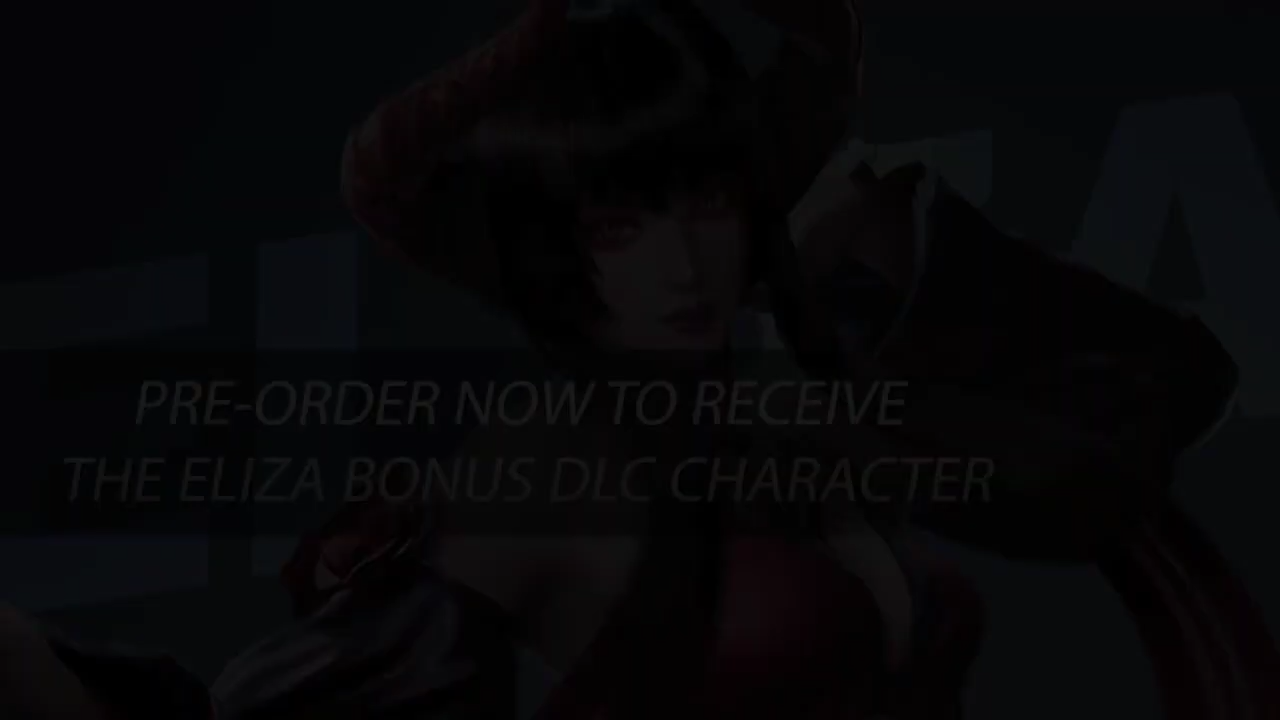 PRE-ORDER NOW TO RECEIVE
THE ELIZA BONUS DLC CHARACTER